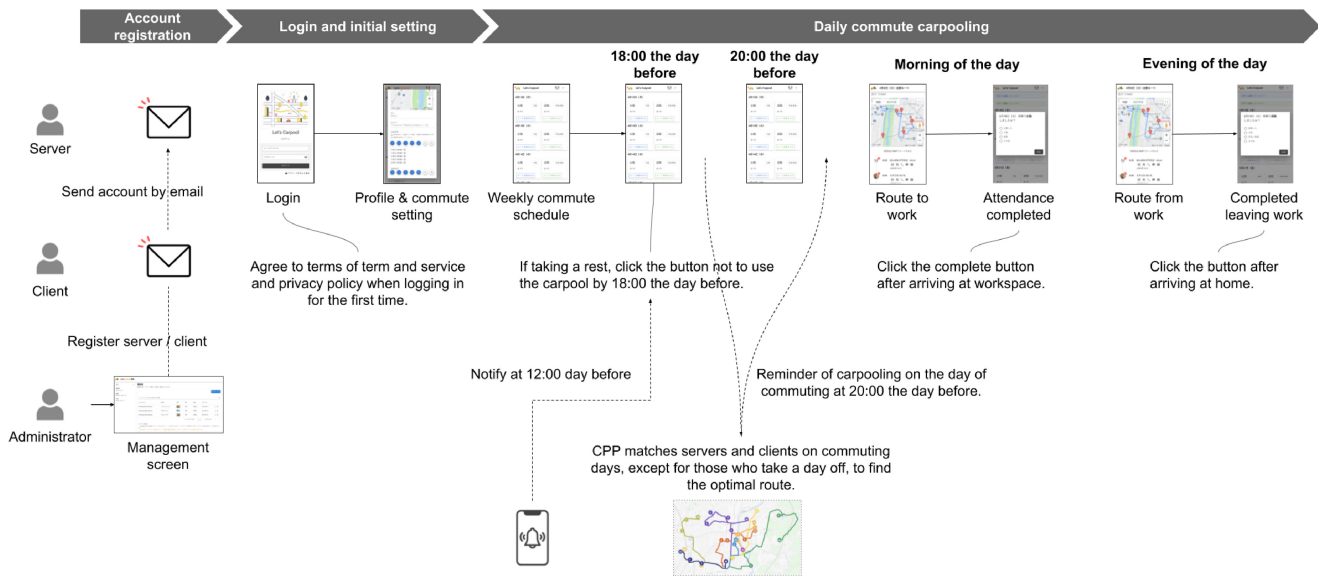 Account
registration
Login and initial setting
Daily commute carpooling
18:00 the day
before
20:00 the day
before
Morning of the day
Evening of the day
Server
Send account by email
Client
Register server / client
Administrator
Management
screen
Let's Carpool
Login
Profile & commute
setting
Weekly commute
schedule
Route to
work
Attendance
completed
Route from
work
Completed
leaving work
Agree to terms of term and service
and privacy policy when logging in
for the first time.
If taking a rest, click the button not to use
the carpool by 18:00 the day before.
Click the complete button
after arriving at workspace.
Click the button after
arriving at home.
Notify at 12:00 day before
Reminder of carpooling on the day of
commuting at 20:00 the day before.
CPP matches servers and clients on commuting
days, except for those who take a day off, to find
the optimal route.